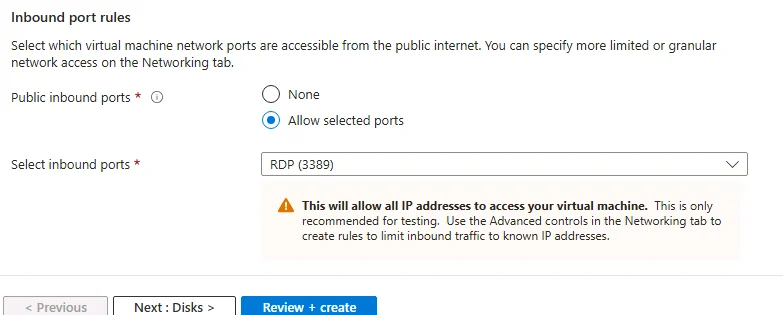 Inbound port rules
Select which virtual machine network ports are accessible from the public internet. You can specify more limited or granular
network access on the Networking tab.
Public inbound ports *
None
Allow selected ports
Select inbound ports *
RDP (3389)
This will allow all IP addresses to access your virtual machine. This is only
recommended for testing. Use the Advanced controls in the Networking tab to
create rules to limit inbound traffic to known IP addresses.
< Previous
Next : Disks >
Review + create